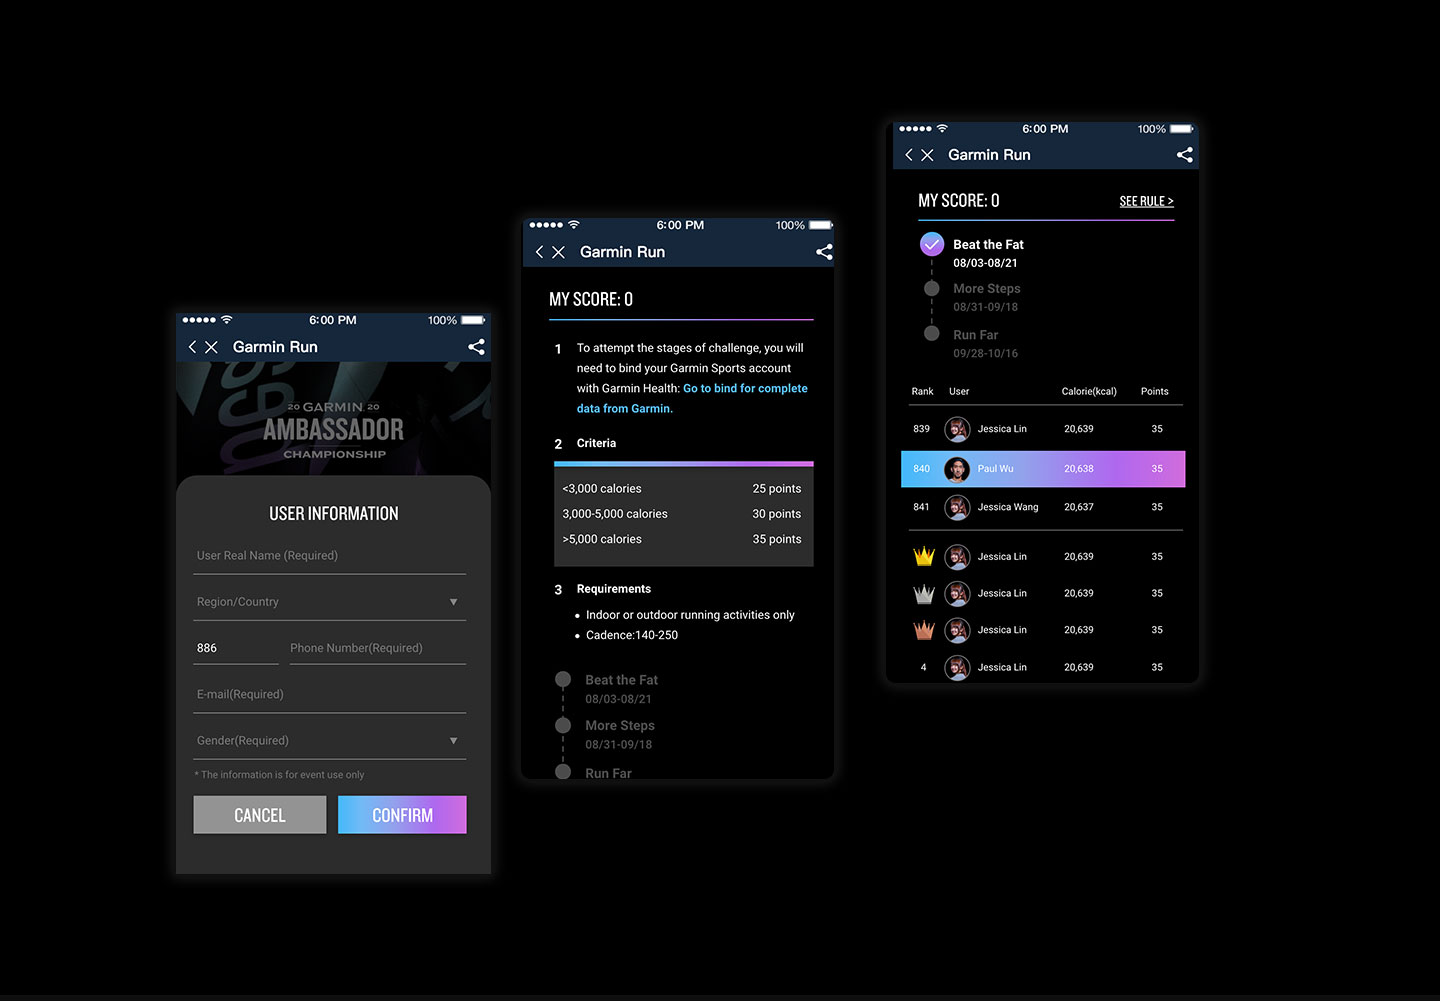 6:00 PM
100%
Garmin Run
20 GARMIN 20
AMBASSADOR
CHAMPIONSHIP
USER INFORMATION
User Real Name (Required)
Region/Country
886 Phone Number(Required)
E-mail(Required)
Gender(Required)
* The information is for event use only
CANCEL CONFIRM
6:00 PM
100%
Garmin Run
MY SCORE: 0
1 To attempt the stages of challenge, you will
need to bind your Garmin Sports account
with Garmin Health: Go to bind for complete
data from Garmin.
2 Criteria
<3,000 calories 25 points
3,000-5,000 calories 30 points
>5,000 calories 35 points
3 Requirements
• Indoor or outdoor running activities only
• Cadence:140-250
Beat the Fat
08/03-08/21
More Steps
08/31-09/18
Run Far
6:00 PM
100%
Garmin Run
MY SCORE: 0 SEE RULE >
Beat the Fat
08/03-08/21
More Steps
08/31-09/18
Run Far
09/28-10/16
Rank User Calorie(kcal) Points
839 Jessica Lin 20,639 35
840 Paul Wu 20,638 35
841 Jessica Wang 20,637 35
Jessica Lin 20,639 35
Jessica Lin 20,639 35
Jessica Lin 20,639 35
4 Jessica Lin 20,639 35